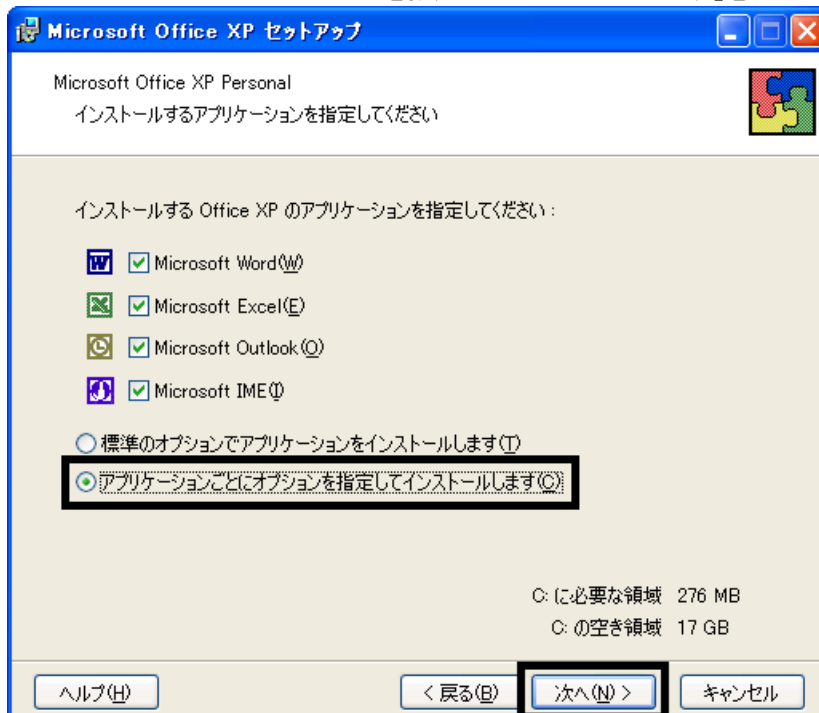 Microsoft Office XP セットアップ
Microsoft Office XP Personal
インストールするアプリケーションを指定してください
インストールする Office XP のアプリケーションを指定してください :
Microsoft Word(W)
Microsoft Excel(E)
Microsoft Outlook(O)
Microsoft IME(I)
標準のオプションでアプリケーションをインストールします(T)
アプリケーションごとにオプションを指定してインストールします(C)
C: に必要な領域 276 MB
C: の空き領域 17 GB
ヘルプ(H) < 戻る(B) 次へ(N) > キャンセル